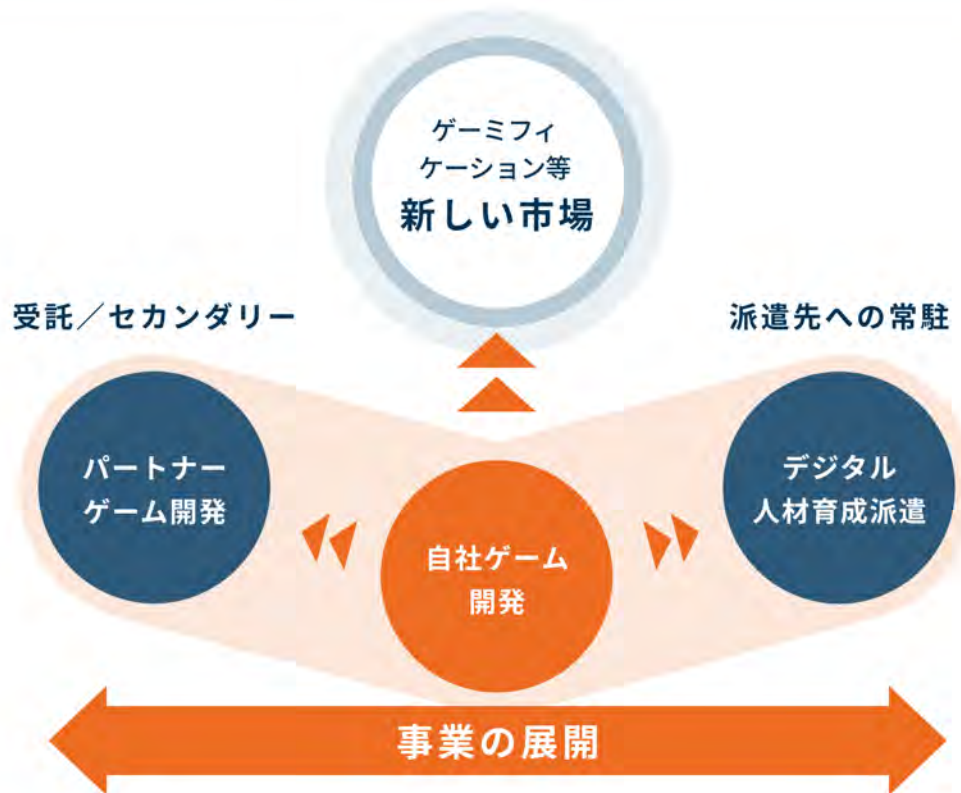 ゲーミフィ
ケーション等
新しい市場
受託／セカンダリー
派遣先への常駐
パートナー
ゲーム開発
デジタル
人材育成派遣
自社ゲーム
開発
事業の展開